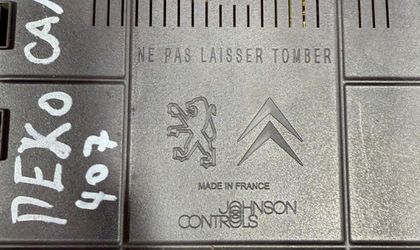 NE PAS LAISSER TOMBER
ПЕЖО
407
MADE IN FRANCE
JOHNSON
CONTROLS